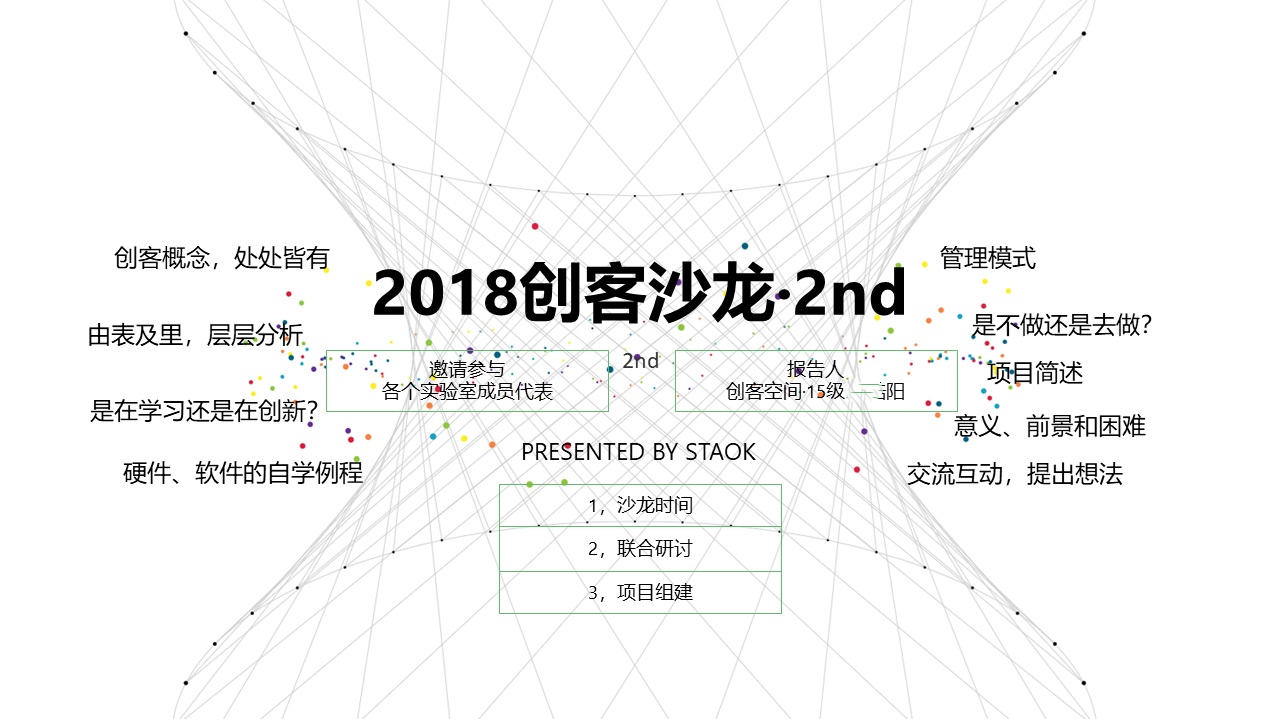 创客概念，处处皆有
由表及里，层层分析
是在学习还是在创新？
硬件、软件的自学例程
2018创客沙龙·2nd
2nd
邀请参与
各个实验室成员代表
报告人
创客空间·15级
阳
PRESENTED BY STAOK
1，沙龙时间
2，联合研讨
3，项目组建
管理模式
是不做还是去做？
项目简述
意义、前景和困难
交流互动，提出想法